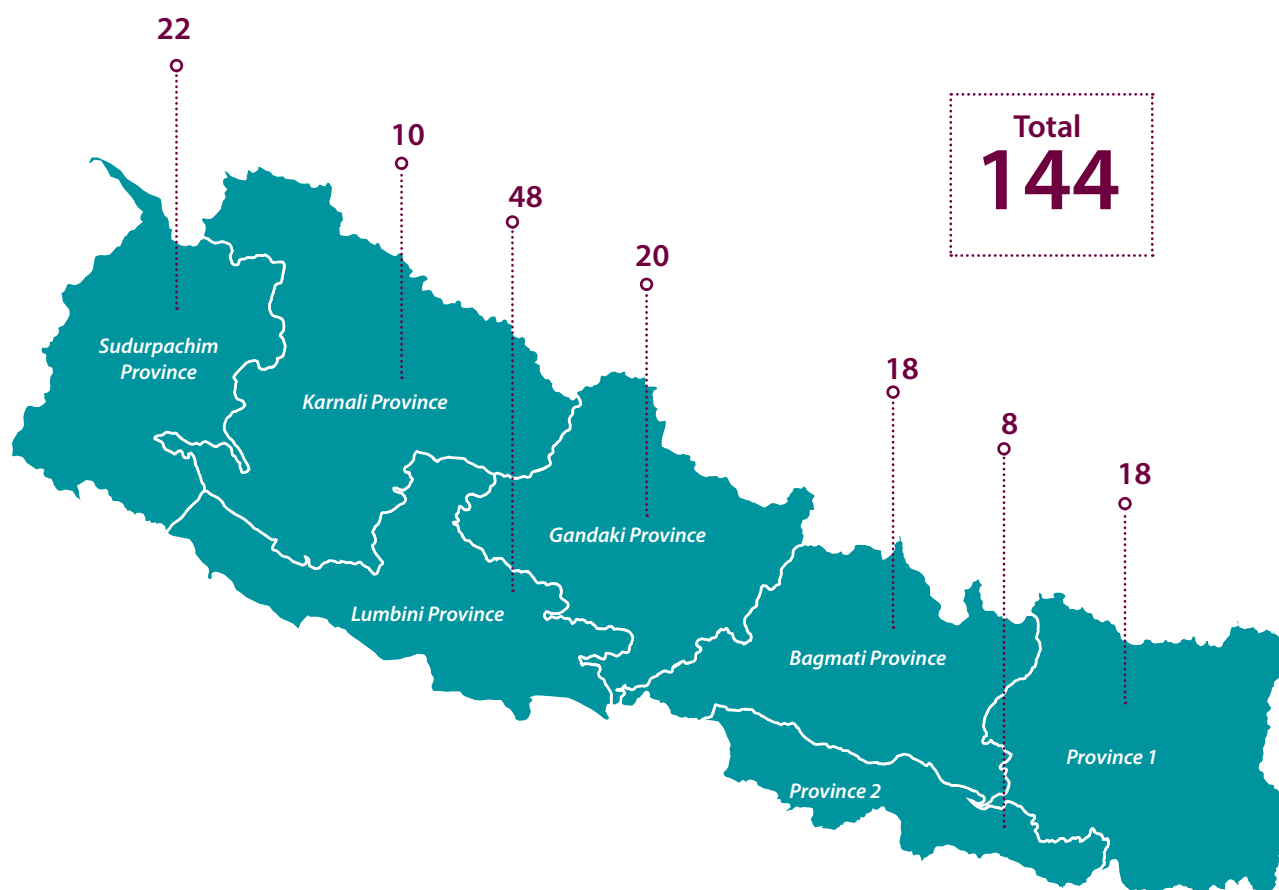 22
10
48
20
18
8
18
Total
144
Sudurpachim
Province
Karnali Province
Gandaki Province
Lumbini Province
Bagmati Province
Province 1
Province 2